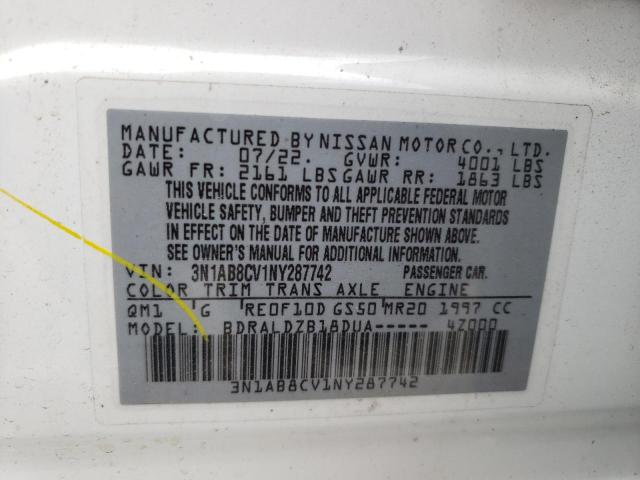 MANUFACTURED BY NISSAN MOTOR CO., LTD.
DATE: 07/22. GVWR: 4001 LBS
GAWR FR: 2161 LBS GAWR RR: 1863 LBS
THIS VEHICLE CONFORMS TO ALL APPLICABLE FEDERAL MOTOR
VEHICLE SAFETY, BUMPER AND THEFT PREVENTION STANDARDS
IN EFFECT ON THE DATE OF MANUFACTURE SHOWN ABOVE.
SEE OWNER'S MANUAL FOR ADDITIONAL INFORMATION.
VIN: 3N1AB8CV1NY287742 PASSENGER CAR.
COLOR TRIM TRANS AXLE ENGINE
QM1 G RE0F10D GS50 MR20 1997 CC
MODEL: BDRALDZB18DUA----- 4Z000
3N1AB8CV1NY287742